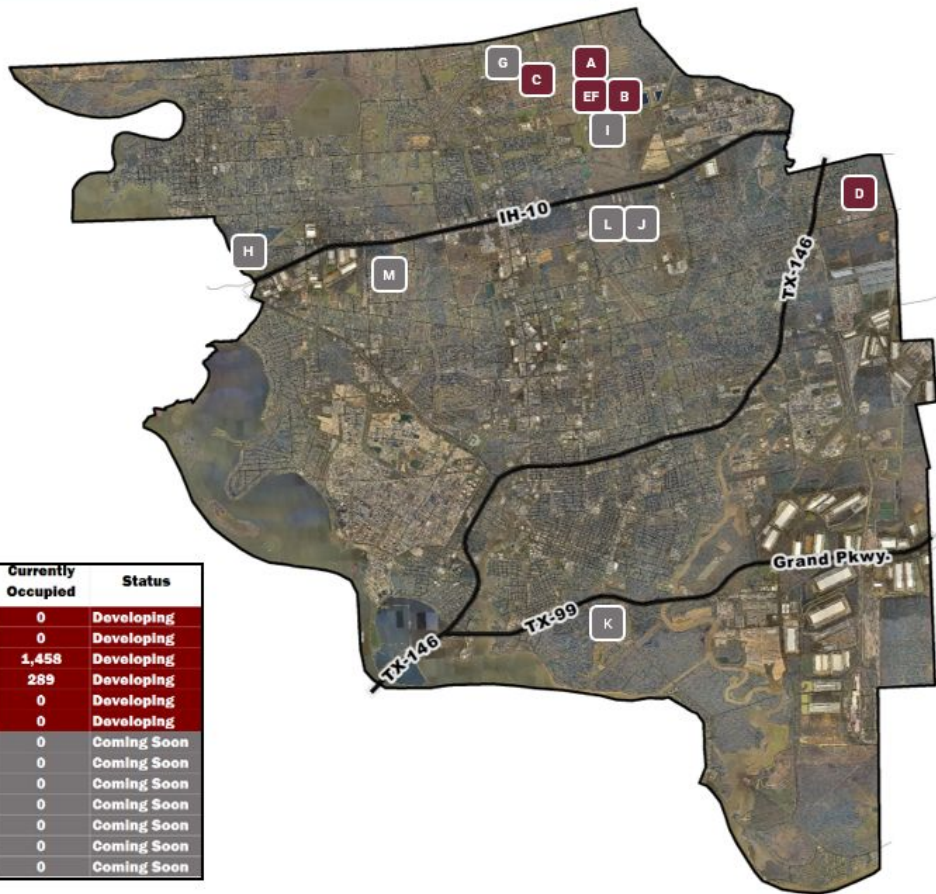 G
A
C
EF
B
I
IH-10
D
L
J
H
M
TX-146
Grand Pkwy.
TX-99
K
TX-146
Currently Occupied Status
0 Developing
0 Developing
1,458 Developing
289 Developing
0 Developing
0 Developing
0 Coming Soon
0 Coming Soon
0 Coming Soon
0 Coming Soon
0 Coming Soon
0 Coming Soon
0 Coming Soon